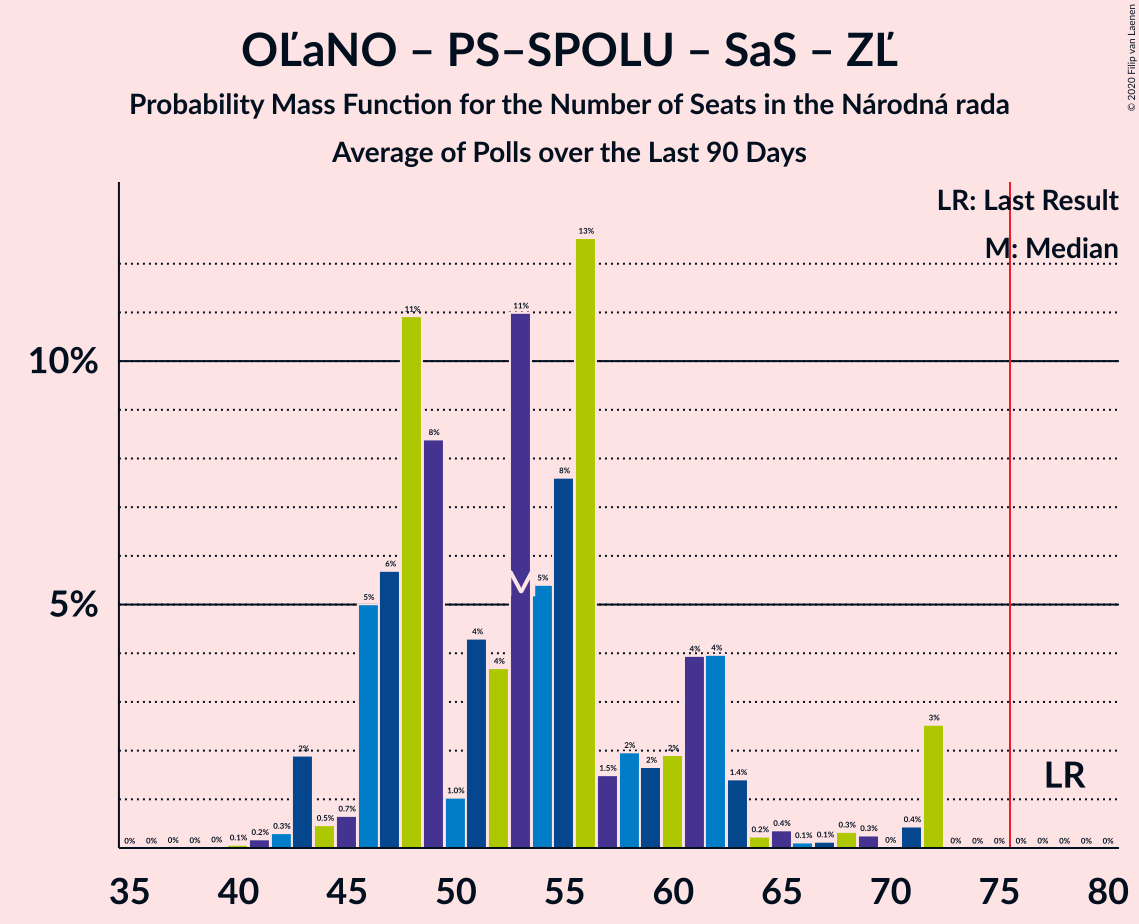 OĽaNO – PS–SPOLU – SaS – ZĽ
Probability Mass Function for the Number of Seats in the Národná rada
Average of Polls over the Last 90 Days
© 2020 Filip van Laenen
LR: Last Result
M: Median
10%
5%
0% 0% 0% 0% 0% 0.1% 0.2% 0.3% 2% 0.5% 0.7% 5% 6% 11% 8% 1.0% 4% 4% 11% 5% 8% 13% 1.5% 2% 2% 2% 4% 4% 1.4% 0.2% 0.4% 0.1% 0.1% 0.3% 0.3% 0% 0.4% 3% 0% 0% 0% 0% 0% 0% 0% 0%
M
LR
35 40 45 50 55 60 65 70 75 80